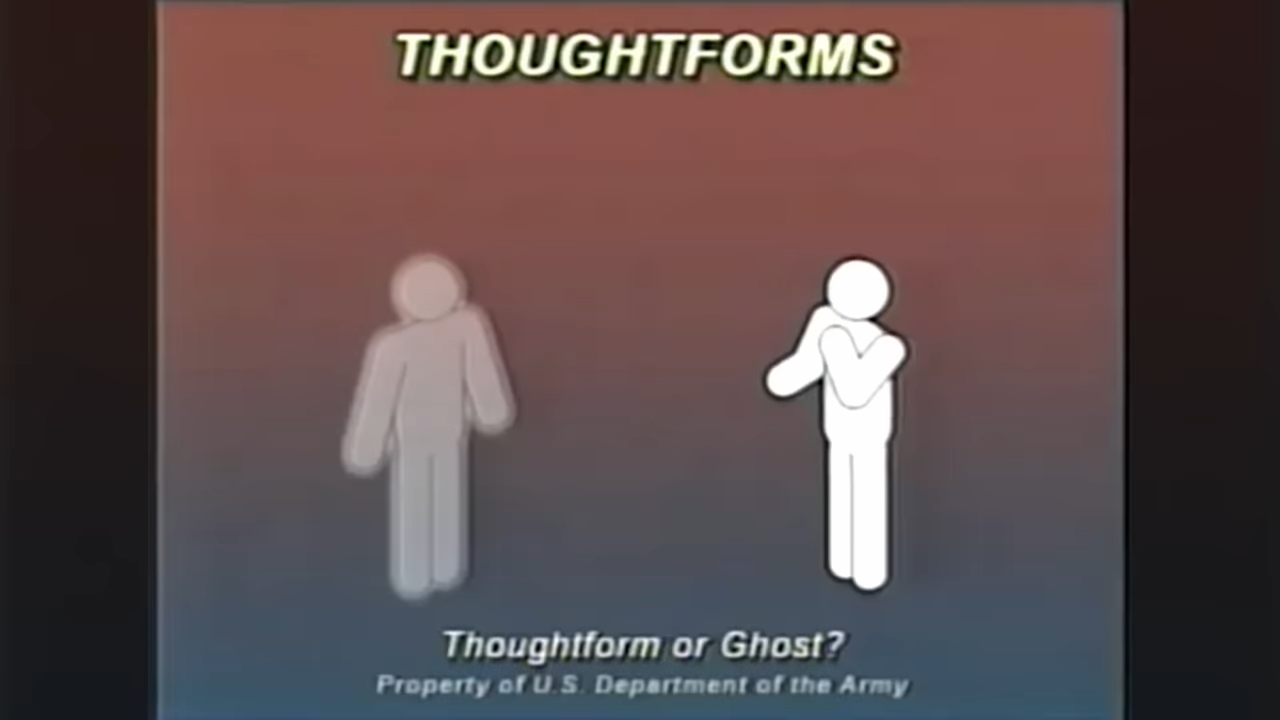 THOUGHTFORMS
Thoughtform or Ghost?
Property of U.S. Department of the Army